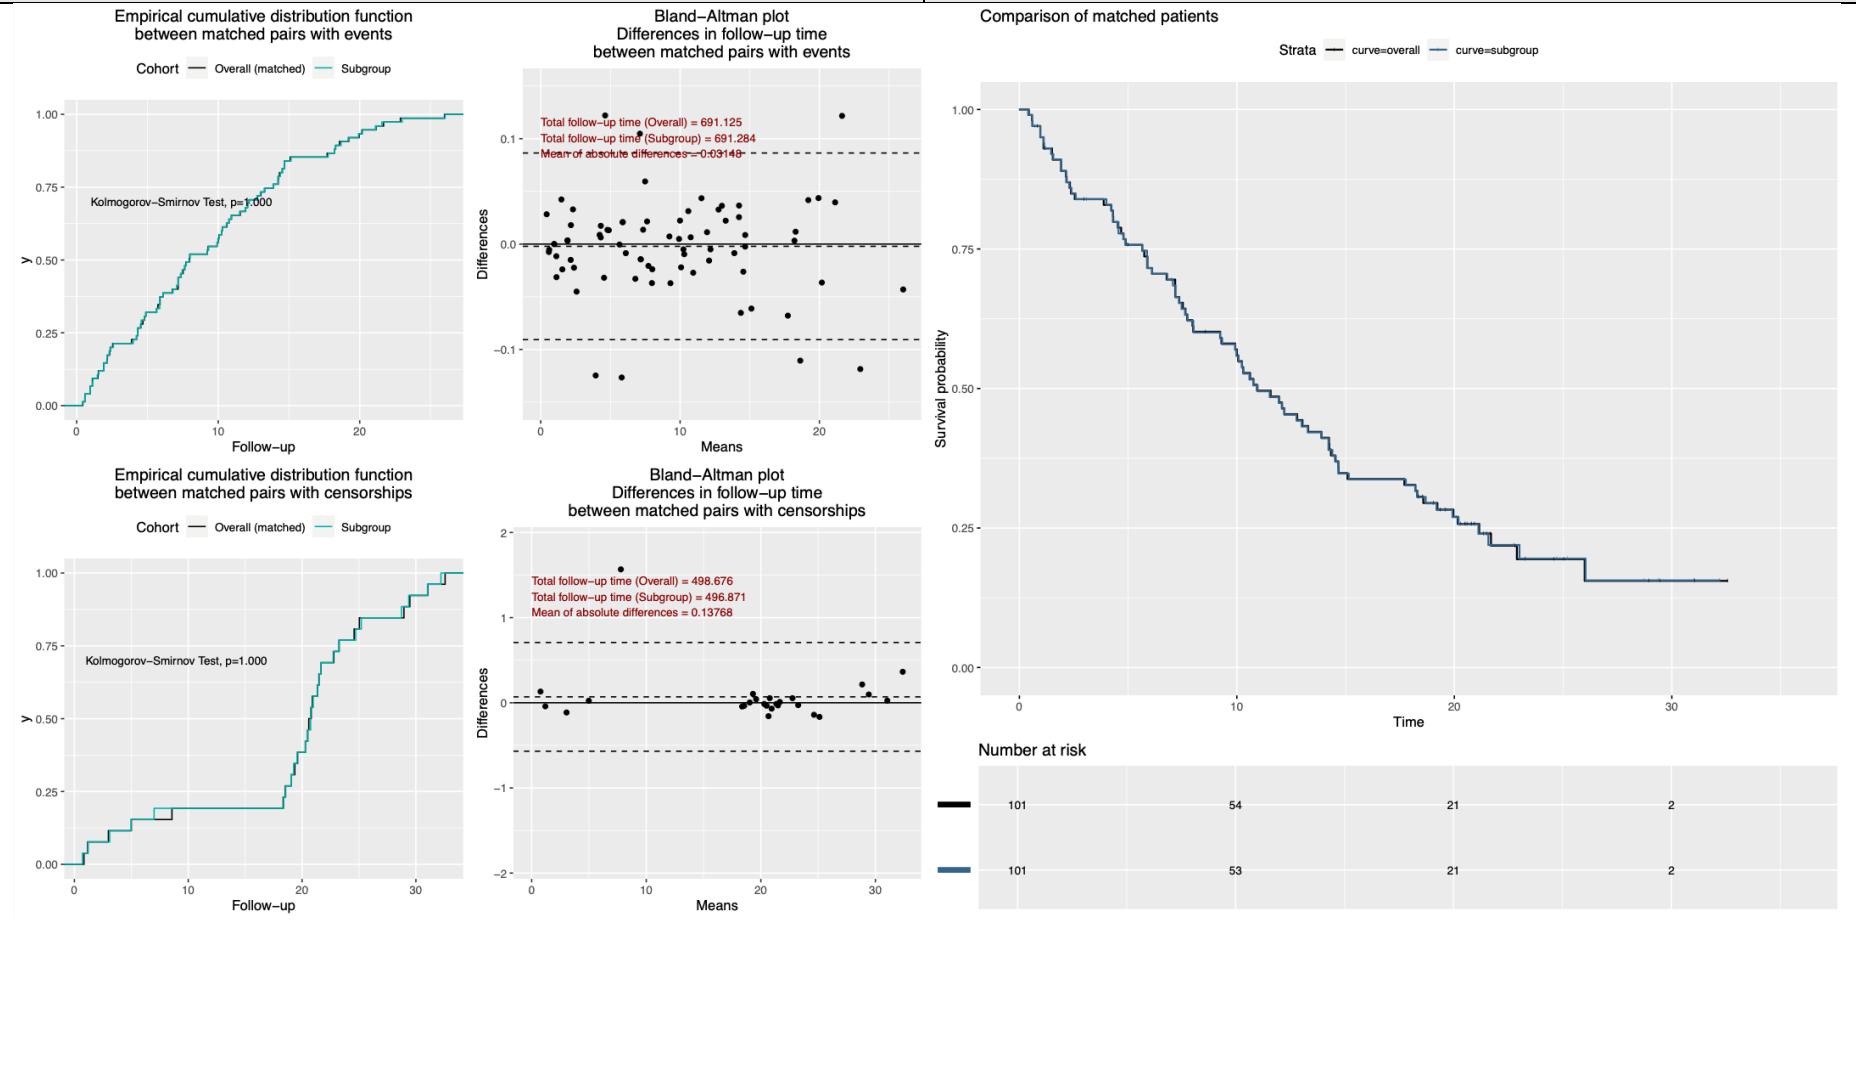 Empirical cumulative distribution function
between matched pairs with events
Cohort Overall (matched) Subgroup
1.00
0.75
0.50
0.25
0.00
y
Kolmogorov−Smirnov Test, p=1.000
0 10 20
Follow−up
Bland−Altman plot
Differences in follow−up time
between matched pairs with events
Total follow−up time (Overall) = 691.125
Total follow−up time (Subgroup) = 691.284
Mean of absolute differences = 0.03148
0.1
0.0
−0.1
Differences
0 10 20
Means
Empirical cumulative distribution function
between matched pairs with censorships
Cohort Overall (matched) Subgroup
1.00
0.75
0.50
0.25
0.00
y
Kolmogorov−Smirnov Test, p=1.000
0 10 20 30
Follow−up
Bland−Altman plot
Differences in follow−up time
between matched pairs with censorships
Total follow−up time (Overall) = 498.676
Total follow−up time (Subgroup) = 496.871
Mean of absolute differences = 0.13768
2
1
0
−1
−2
Differences
0 10 20 30
Means
Comparison of matched patients
Strata curve=overall curve=subgroup
1.00
0.75
0.50
0.25
0.00
Survival probability
0 10 20 30
Time
Number at risk
101 54 21 2
101 53 21 2